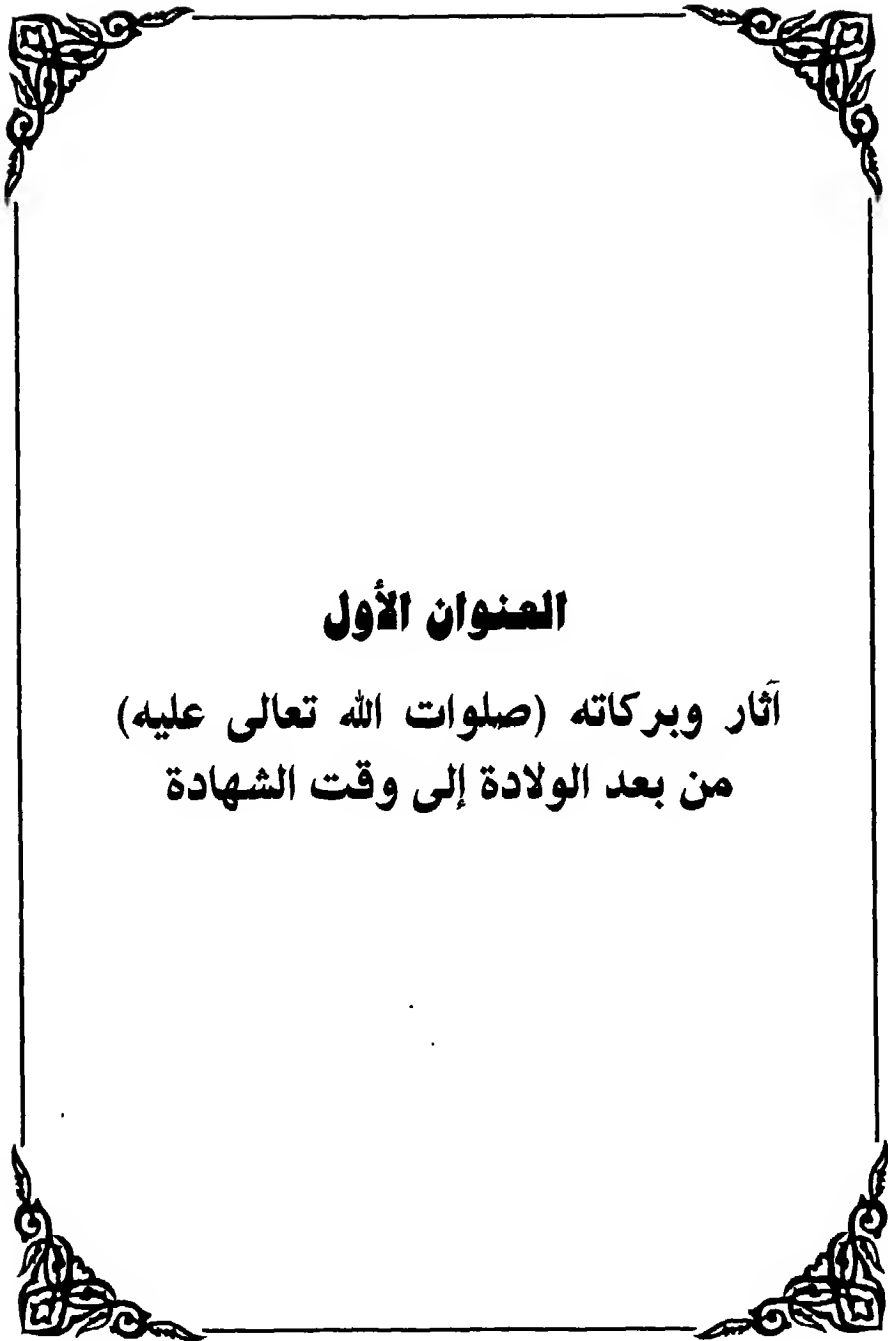 العنوان الأول
آثار وبركاته (صلوات الله تعالى عليه)
من بعد الولادة إلى وقت الشهادة